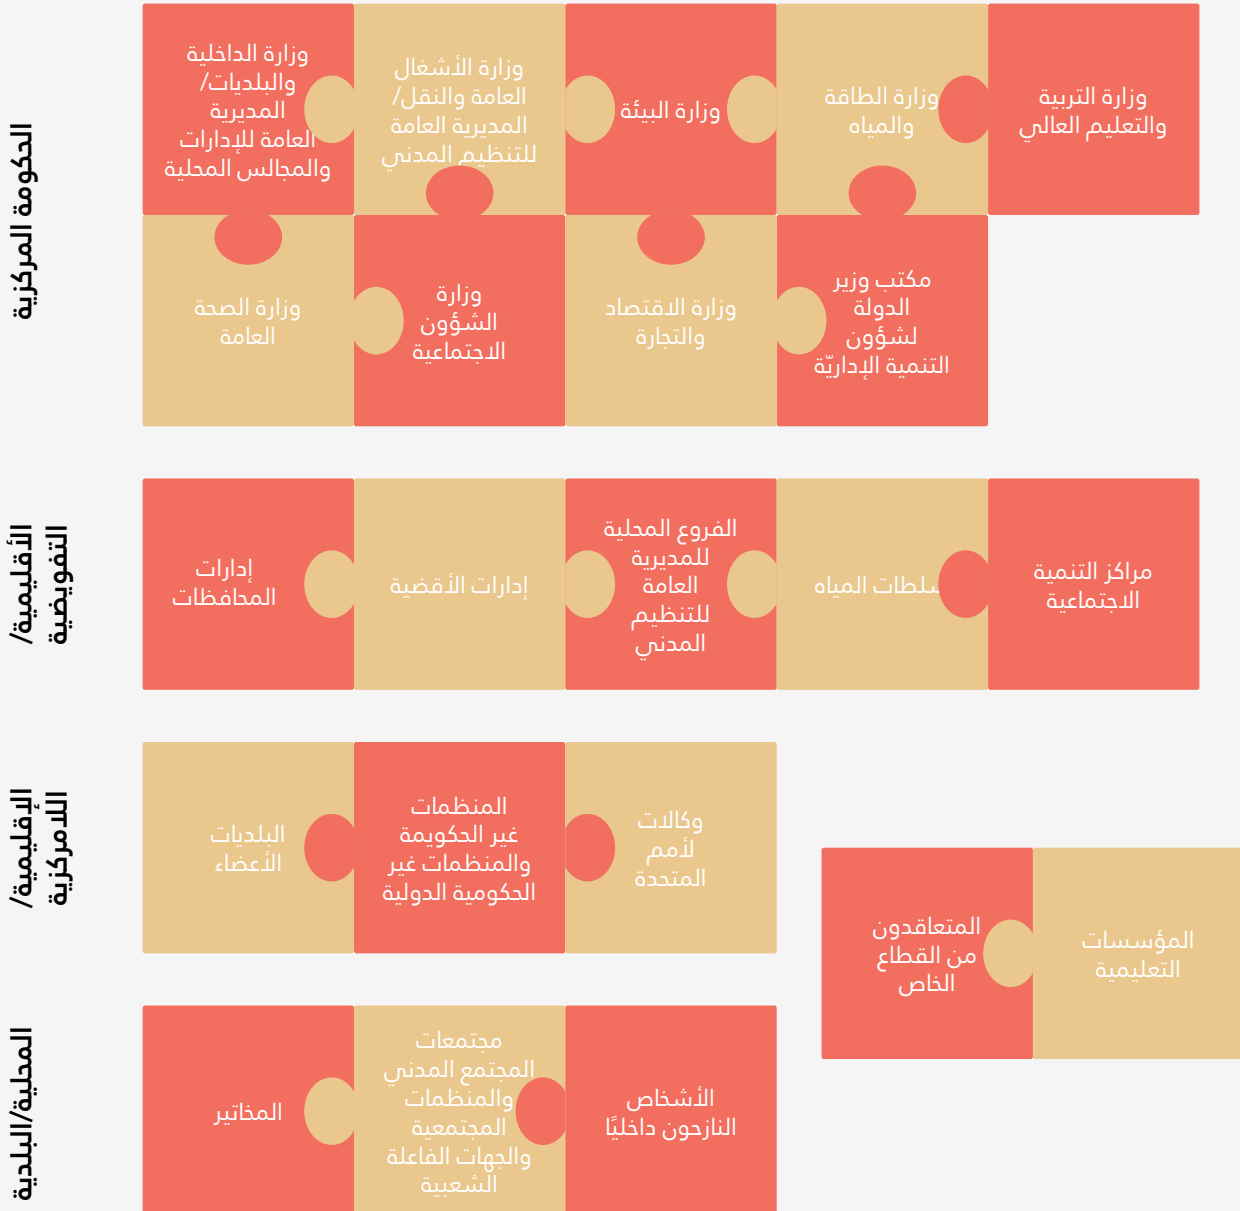 الحكومة المركزية
وزارة الداخلية
والبلديات/
المديرية
العامة للإدارات
والمجالس المحلية
وزارة الأشغال
العامة والنقل/
المديرية العامة
للتنظيم المدني
وزارة البيئة
وزارة الطاقة
والمياه
وزارة التربية
والتعليم العالي
وزارة الصحة
العامة
وزارة
الشؤون
الاجتماعية
وزارة الاقتصاد
والتجارة
مكتب وزير
الدولة
لشؤون
التنمية الإداريّة
الأقليمية/
التفويضية
إدارات
المحافظات
إدارات الأقضية
الفروع المحلية
للمديرية
العامة
للتنظيم
المدني
سلطات المياه
مراكز التنمية
الاجتماعية
الإقليمية/
اللامركزية
البلديات
الأعضاء
المنظمات
غير الحكويمة
والمنظمات غير
الحكومية الدولية
وكالات
لأمم
المتحدة
المتعاقدون
من القطاع
الخاص
المؤسسات
التعليمية
المحلية/البلدية
المخاتير
مجتمعات
المجتمع المدني
والمنظمات
المجتمعية
والجهات الفاعلة
الشعبية
الأشخاص
النازحون داخليًا